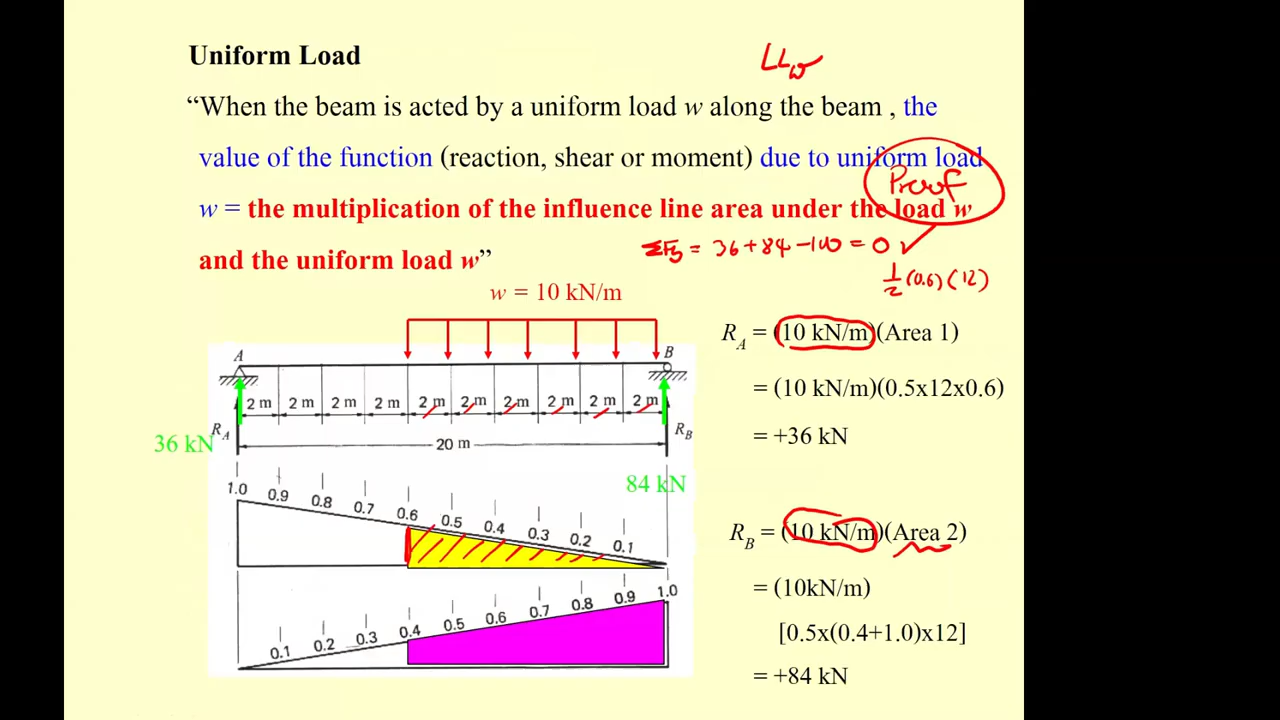 Uniform Load
LLw
“When the beam is acted by a uniform load w along the beam , the
value of the function (reaction, shear or moment) due to uniform load
Proof
w = the multiplication of the influence line area under the load w
ΣFy = 36 + 84 - 120 = 0 ✓
and the uniform load w”
1/2 (0.6) (12)
w = 10 kN/m
R_A = (10 kN/m)(Area 1)
A B
= (10 kN/m)(0.5x12x0.6)
2 m 2 m 2 m 2 m 2 m 2 m 2 m 2 m 2 m 2 m
R_A R_B
= +36 kN
36 kN 20 m
84 kN
1.0 0.9 0.8 0.7 0.6 0.5 0.4 0.3 0.2 0.1
R_B = (10 kN/m)(Area 2)
= (10kN/m)
0.1 0.2 0.3 0.4 0.5 0.6 0.7 0.8 0.9 1.0
[0.5x(0.4+1.0)x12]
= +84 kN